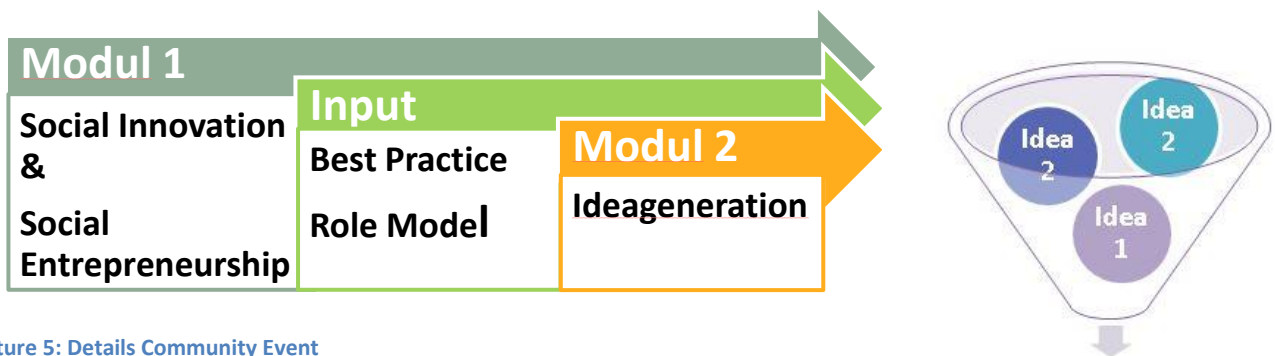 Modul 1
Social Innovation
&
Social
Entrepreneurship
Input
Best Practice
Role Model
Modul 2
Ideageneration
Idea
2
Idea
2
Idea
1
ture 5: Details Community Event